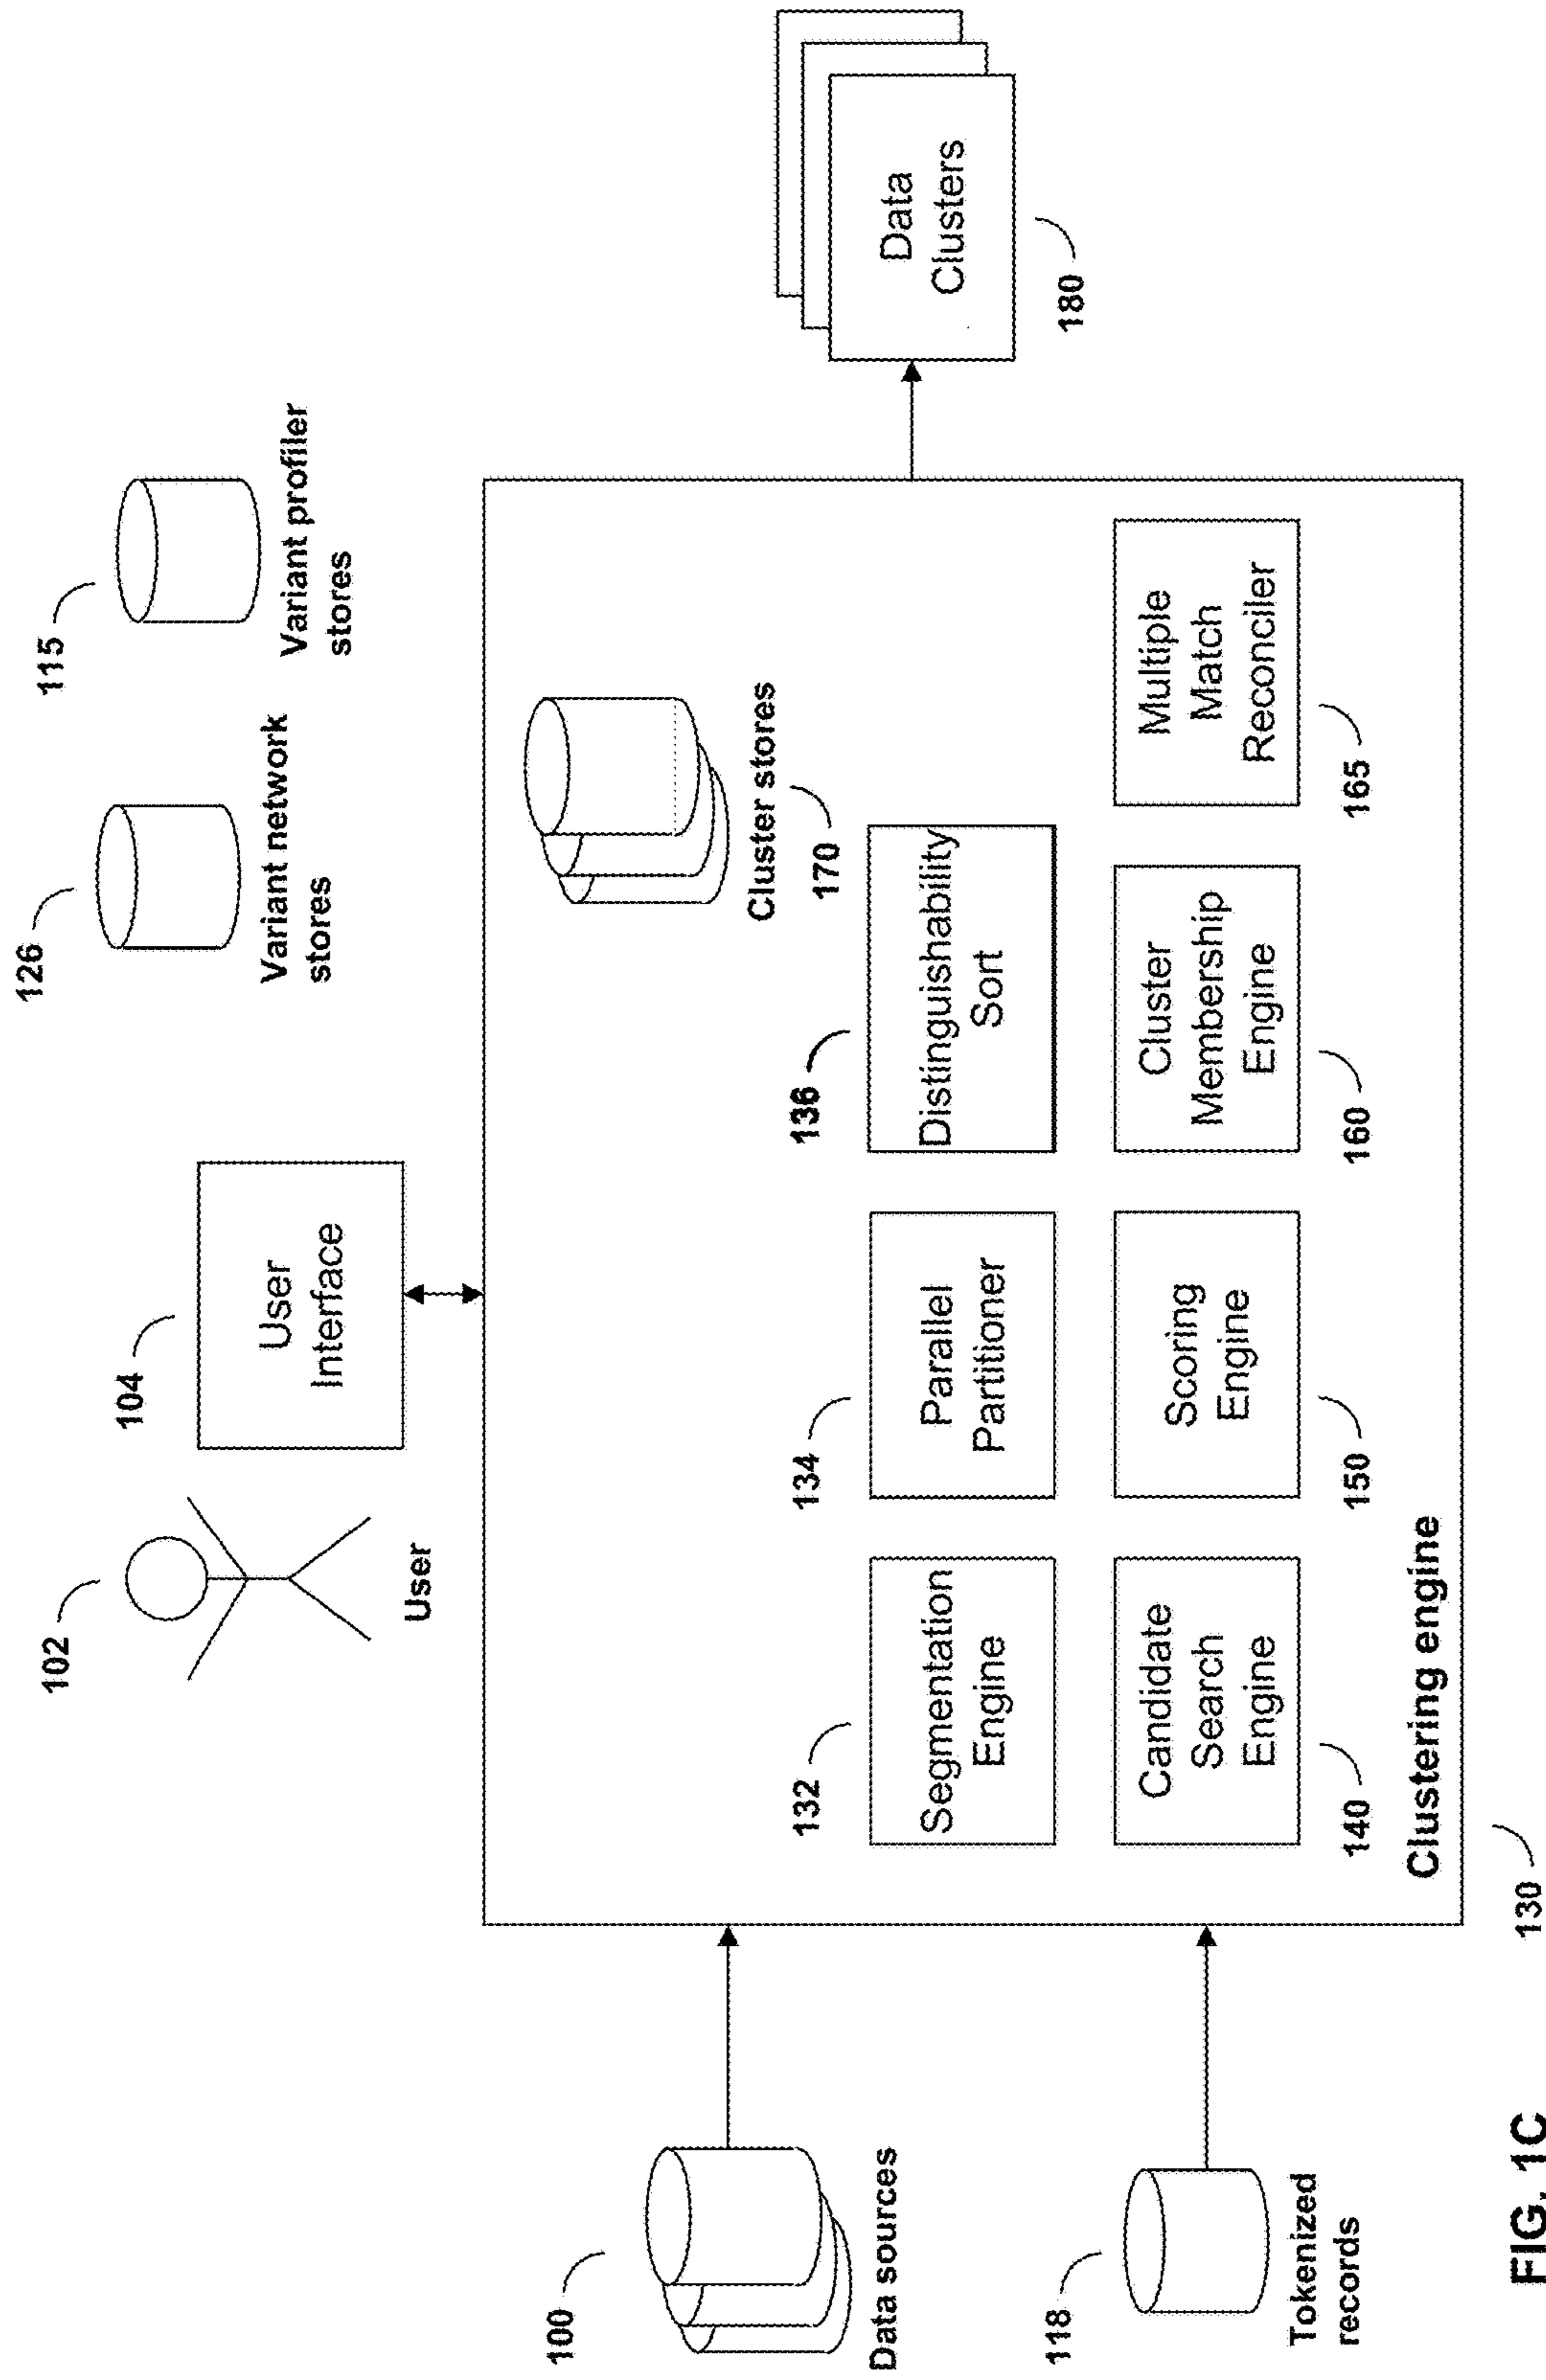 126
115
Variant network
stores
Variant profiler
stores
102
104
User
User
Interface
100
Data sources
118
Tokenized
records
Cluster stores
170
132
Segmentation
Engine
134
Parallel
Partitioner
136
Distinguishability
Sort
Candidate
Search
Engine
140
Scoring
Engine
150
Cluster
Membership
Engine
160
Multiple
Match
Reconciler
165
Clustering engine
130
Data
Clusters
180
FIG. 1C